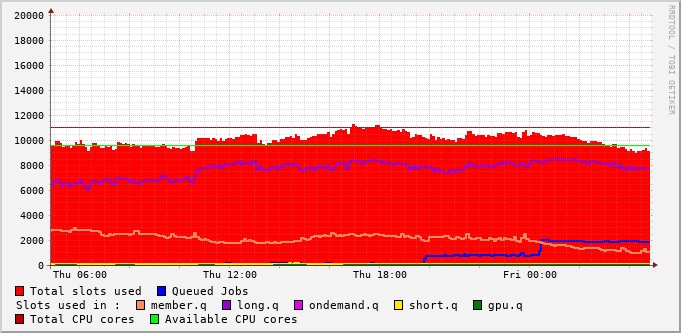 20000
18000
16000
14000
12000
10000
8000
6000
4000
2000
0
Thu 06:00 Thu 12:00 Thu 18:00 Fri 00:00
Total slots used Queued Jobs
Slots used in : member.q long.q ondemand.q short.q gpu.q
Total CPU cores Available CPU cores
RRDTOOL / TOBI OETIKER